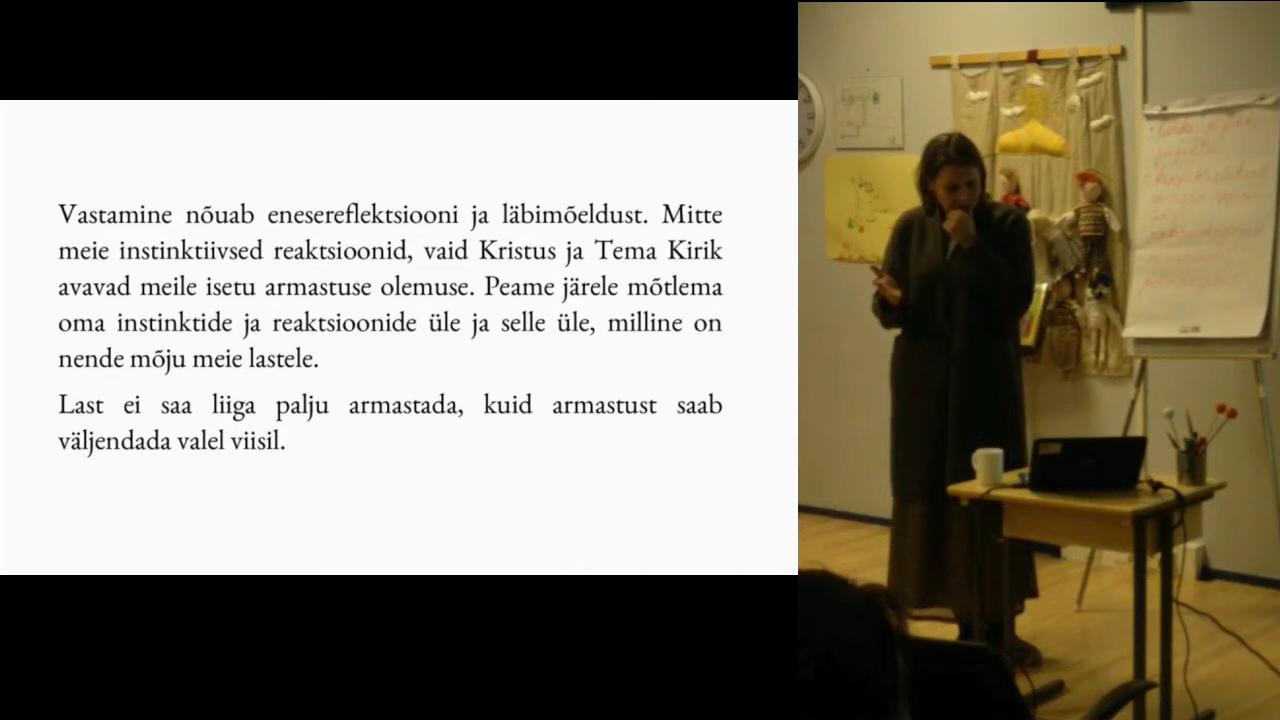 Vastamine nõuab enesereflektsiooni ja läbimõeldust. Mitte
meie instinktiivsed reaktsioonid, vaid Kristus ja Tema Kirik
avavad meile isetu armastuse olemuse. Peame järele mõtlema
oma instinktide ja reaktsioonide üle ja selle üle, milline on
nende mõju meie lastele.
Last ei saa liiga palju armastada, kuid armastust saab
väljendada valel viisil.